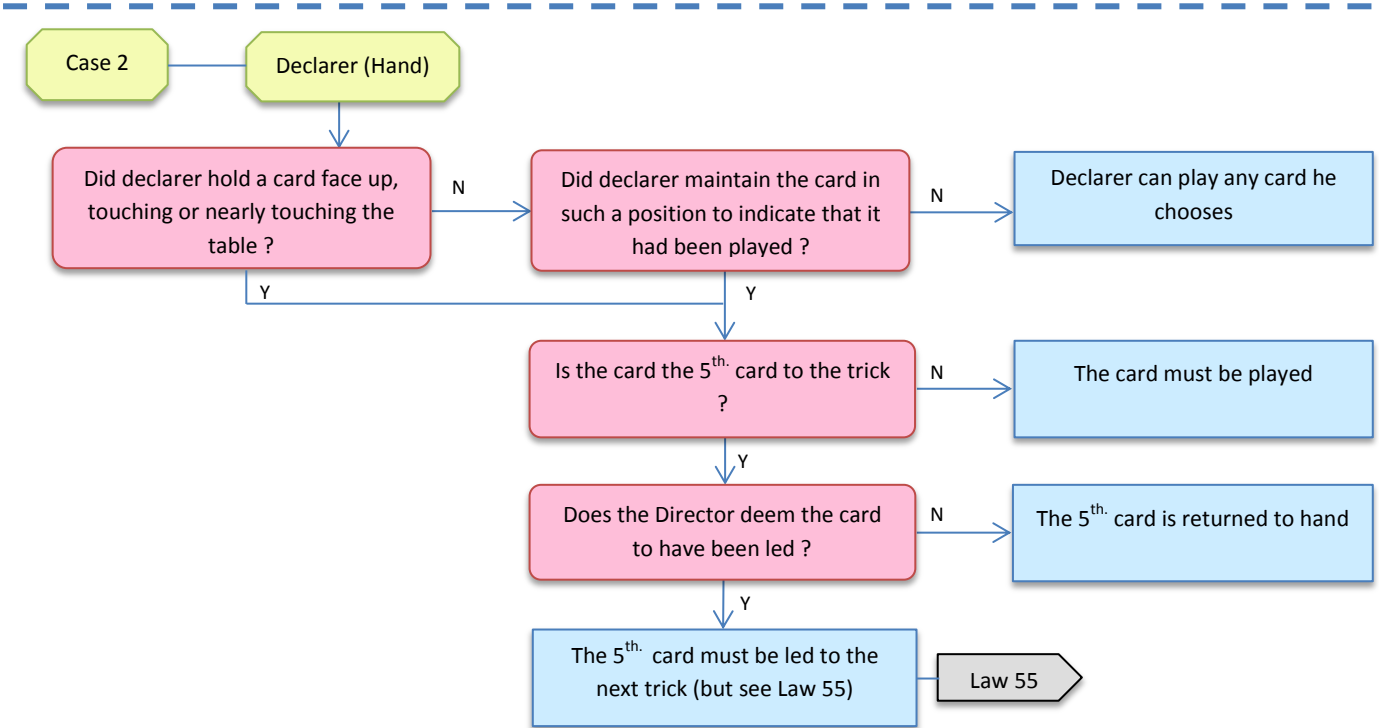 Case 2
Declarer (Hand)
Did declarer hold a card face up,
touching or nearly touching the
table ?
N
Did declarer maintain the card in
such a position to indicate that it
had been played ?
N
Declarer can play any card he
chooses
Y
Y
Is the card the 5th. card to the trick
?
N
The card must be played
Y
Does the Director deem the card
to have been led ?
N
The 5th. card is returned to hand
Y
The 5th. card must be led to the
next trick (but see Law 55)
Law 55